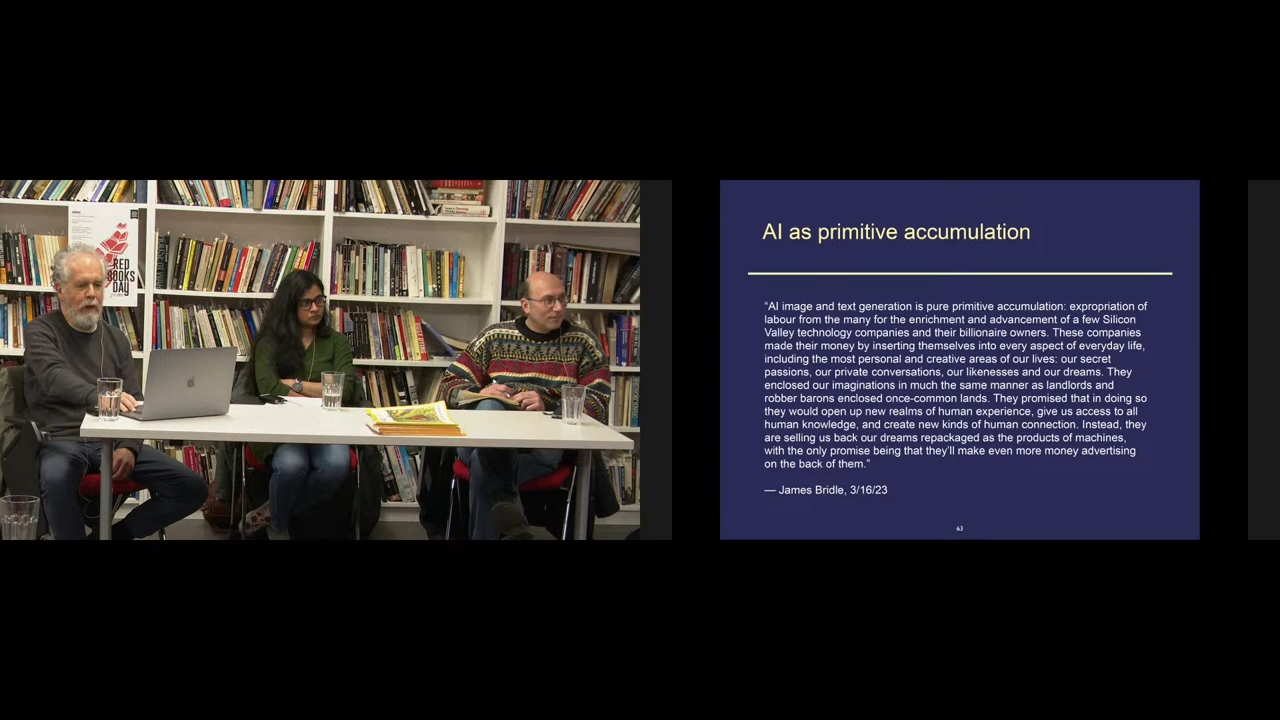 RED
BOOKS
DAY
AI as primitive accumulation
“AI image and text generation is pure primitive accumulation: expropriation of
labour from the many for the enrichment and advancement of a few Silicon
Valley technology companies and their billionaire owners. These companies
made their money by inserting themselves into every aspect of everyday life,
including the most personal and creative areas of our lives: our secret
passions, our private conversations, our likenesses and our dreams. They
enclosed our imaginations in much the same manner as landlords and
robber barons enclosed once-common lands. They promised that in doing so
they would open up new realms of human experience, give us access to all
human knowledge, and create new kinds of human connection. Instead, they
are selling us back our dreams repackaged as the products of machines,
with the only promise being that they’ll make even more money advertising
on the back of them.”
— James Bridle, 3/16/23
63